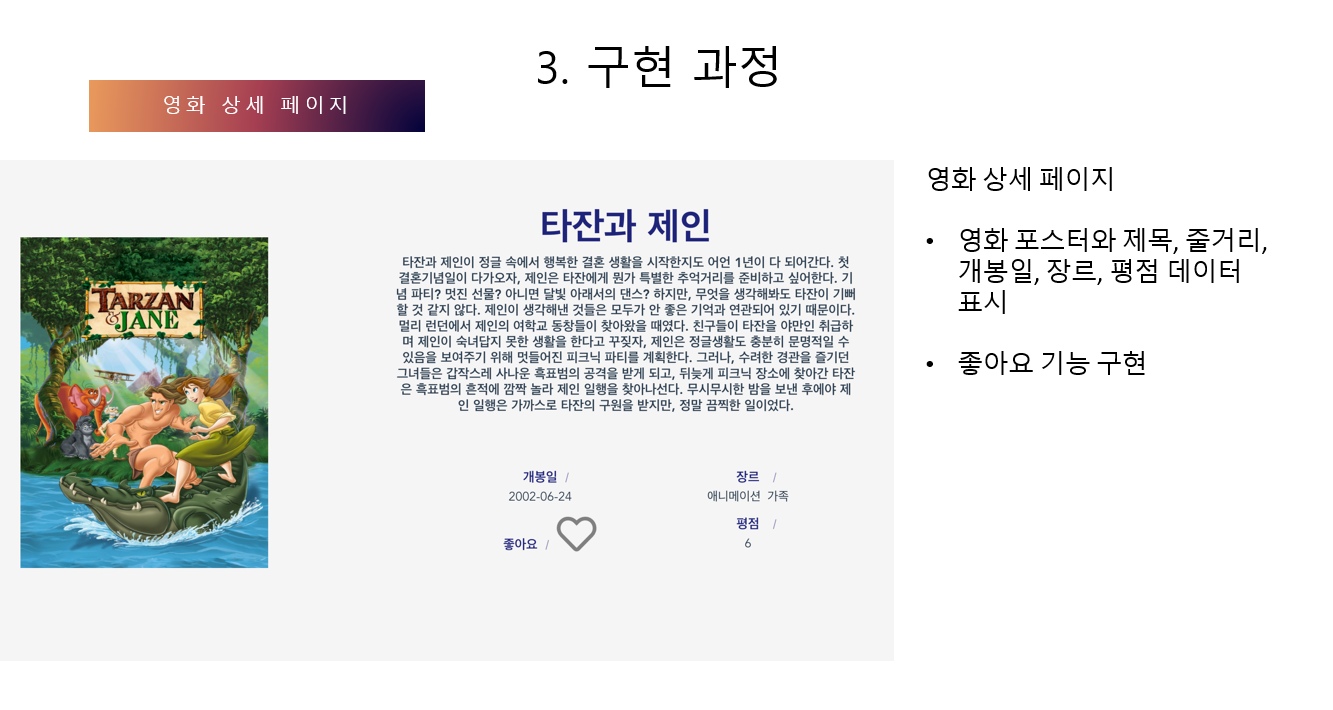 3. 구현 과정
영화 상세 페이지
타잔과 제인
타잔과 제인이 정글 속에서 행복한 결혼 생활을 시작한지도 어언 1년이 다 되어간다. 첫
결혼기념일이 다가오자, 제인은 타잔에게 뭔가 특별한 추억거리를 준비하고 싶어한다. 기
념 파티? 멋진 선물? 아니면 달빛 아래서의 댄스? 하지만, 무엇을 생각해봐도 타잔이 기뻐
할 것 같지 않다. 제인이 생각해낸 것들은 모두가 안 좋은 기억과 연관되어 있기 때문이다.
멀리 런던에서 제인의 여학교 동창들이 찾아왔을 때였다. 친구들이 타잔을 야만인 취급하
며 제인이 숙녀답지 못한 생활을 한다고 꾸짖자, 제인은 정글생활도 충분히 문명적일 수
있음을 보여주기 위해 멋들어진 피크닉 파티를 계획한다. 그러나, 수려한 경관을 즐기던
그녀들은 갑작스레 사나운 흑표범의 공격을 받게 되고, 뒤늦게 피크닉 장소에 찾아간 타잔
은 흑표범의 흔적에 깜짝 놀라 제인 일행을 찾아나선다. 무시무시한 밤을 보낸 후에야 제
인 일행은 가까스로 타잔의 구원을 받지만, 정말 끔찍한 일이었다.
TARZAN
& JANE
개봉일 /
2002-06-24
장르 /
애니메이션 가족
좋아요 /
평점 /
6
영화 상세 페이지
• 영화 포스터와 제목, 줄거리,
개봉일, 장르, 평점 데이터
표시
• 좋아요 기능 구현